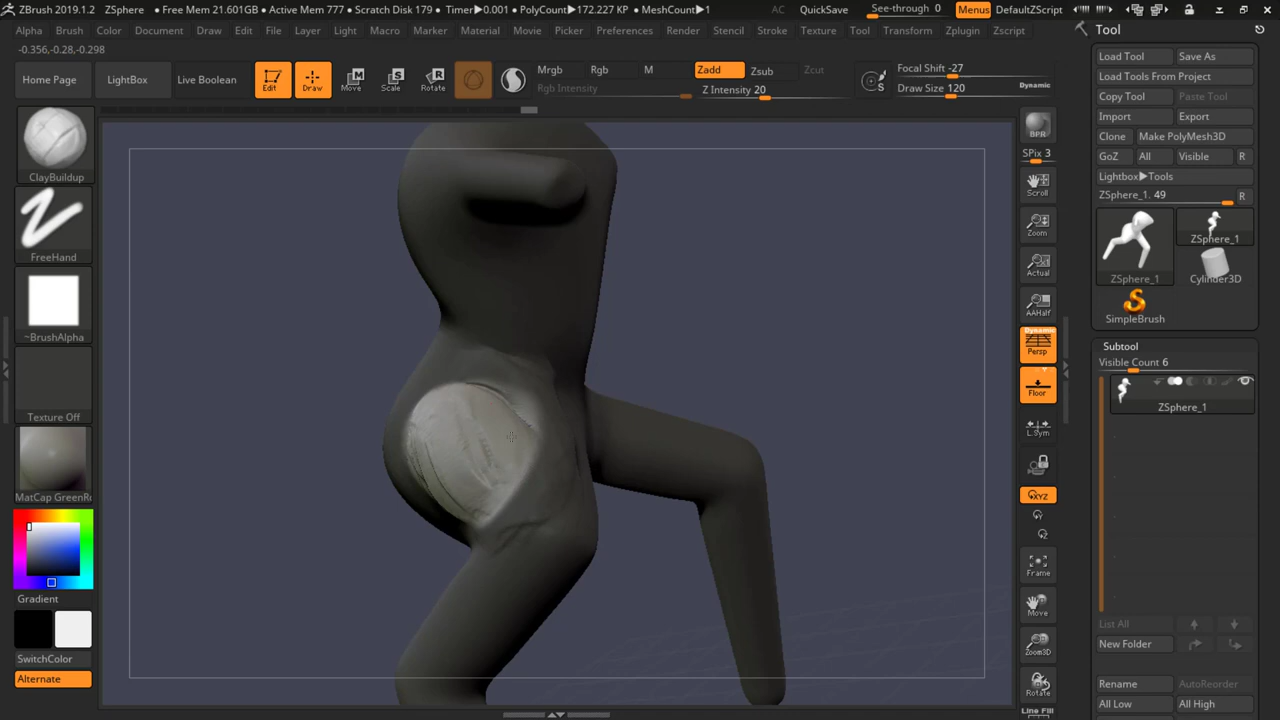 ZBrush 2019.1.2 ZSphere • Free Mem 21.601GB • Active Mem 777 • Scratch Disk 179 • Timer▶0.001 • PolyCount▶172.227 KP • MeshCount▶1 AC QuickSave See-through 0 Menus DefaultZScript
Alpha Brush Color Document Draw Edit File Layer Light Macro Marker Material Movie Picker Preferences Render Stencil Stroke Texture Tool Transform Zplugin Zscript
-0.356,-0.28,-0.298
Home Page LightBox Live Boolean Edit Draw Move Scale Rotate
Mrgb Rgb M Zadd Zsub Zcut
Rgb Intensity Z Intensity 20
Focal Shift -27
Draw Size 120 Dynamic
ClayBuildup
FreeHand
~BrushAlpha
Texture Off
Gradient
SwitchColor
Alternate
BPR
SPix 3
Scroll
Zoom
Actual
AAHalf
Dynamic
Persp
Floor
L.Sym
XYZ
Frame
Move
Zoom3D
Rotate
Line Fill
Tool
Load Tool Save As
Load Tools From Project
Copy Tool Paste Tool
Import Export
Clone Make PolyMesh3D
GoZ All Visible R
Lightbox▶Tools
ZSphere_1. 49 R
ZSphere_1
Cylinder3D
ZSphere_1
SimpleBrush
Subtool
Visible Count 6
ZSphere_1
List All
New Folder
Rename AutoReorder
All Low All High